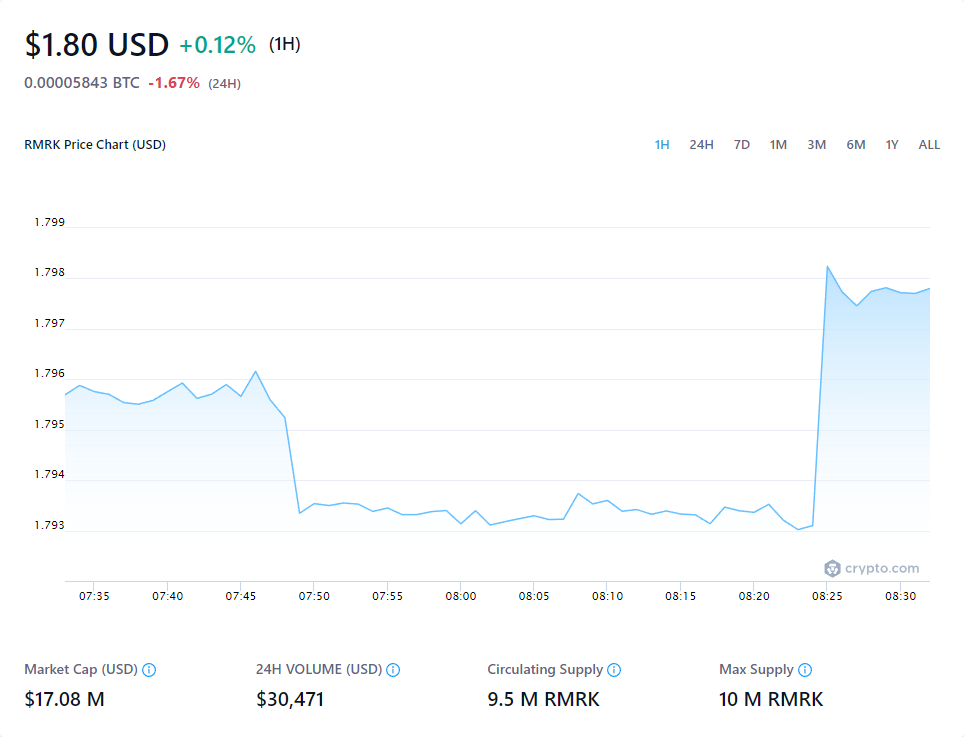 $1.80 USD +0.12% (1H)
0.00005843 BTC -1.67% (24H)
RMRK Price Chart (USD) 1H 24H 7D 1M 3M 6M 1Y ALL
1.799
1.798
1.797
1.796
1.795
1.794
1.793
crypto.com
07:35 07:40 07:45 07:50 07:55 08:00 08:05 08:10 08:15 08:20 08:25 08:30
Market Cap (USD) 24H VOLUME (USD) Circulating Supply Max Supply
$17.08 M $30,471 9.5 M RMRK 10 M RMRK